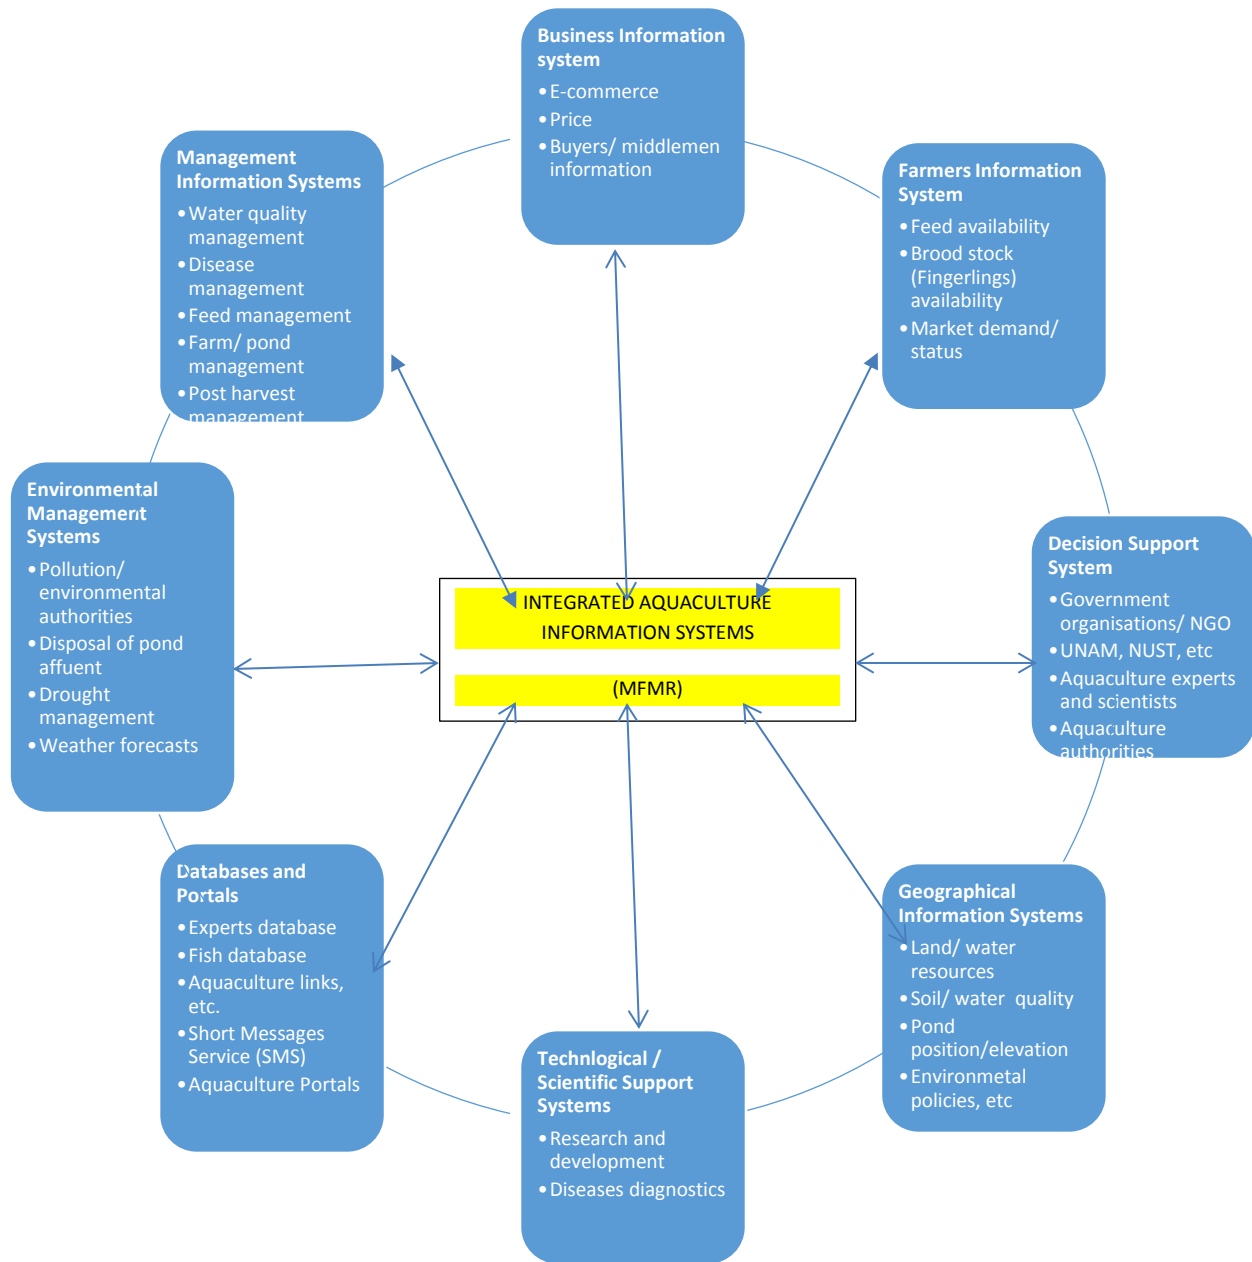 Business Information
system
•E-commerce
•Price
•Buyers/ middlemen
information
Farmers Information
System
•Feed availability
•Brood stock
(Fingerlings)
availability
•Market demand/
status
Decision Support
System
•Government
organisations/ NGO
•UNAM, NUST, etc
•Aquaculture experts
and scientists
•Aquaculture
authorities
Geographical
Information Systems
•Land/ water
resources
•Soil/ water quality
•Pond
position/elevation
•Environmetal
policies, etc
Technlogical /
Scientific Support
Systems
•Research and
development
•Diseases diagnostics
Databases and
Portals
•Experts database
•Fish database
•Aquaculture links,
etc.
•Short Messages
Service (SMS)
•Aquaculture Portals
Environmental
Management
Systems
•Pollution/
environmental
authorities
•Disposal of pond
affuent
•Drought
management
•Weather forecasts
Management
Information Systems
•Water quality
management
•Disease
management
•Feed management
•Farm/ pond
management
•Post harvest
management
INTEGRATED AQUACULTURE
INFORMATION SYSTEMS
(MFMR)